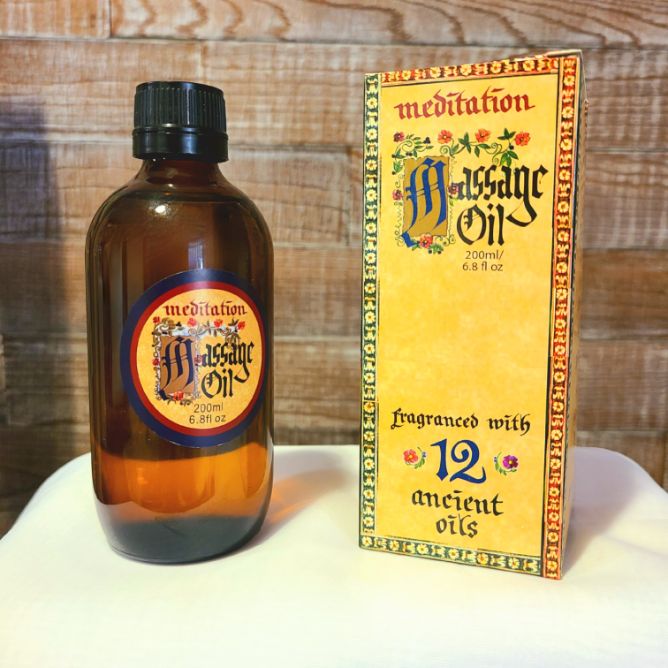 meditation
Massage
Oil
200ml
6.8fl oz
meditation
Massage
Oil
200ml/
6.8 fl oz
fragranced with
12
ancient
oils